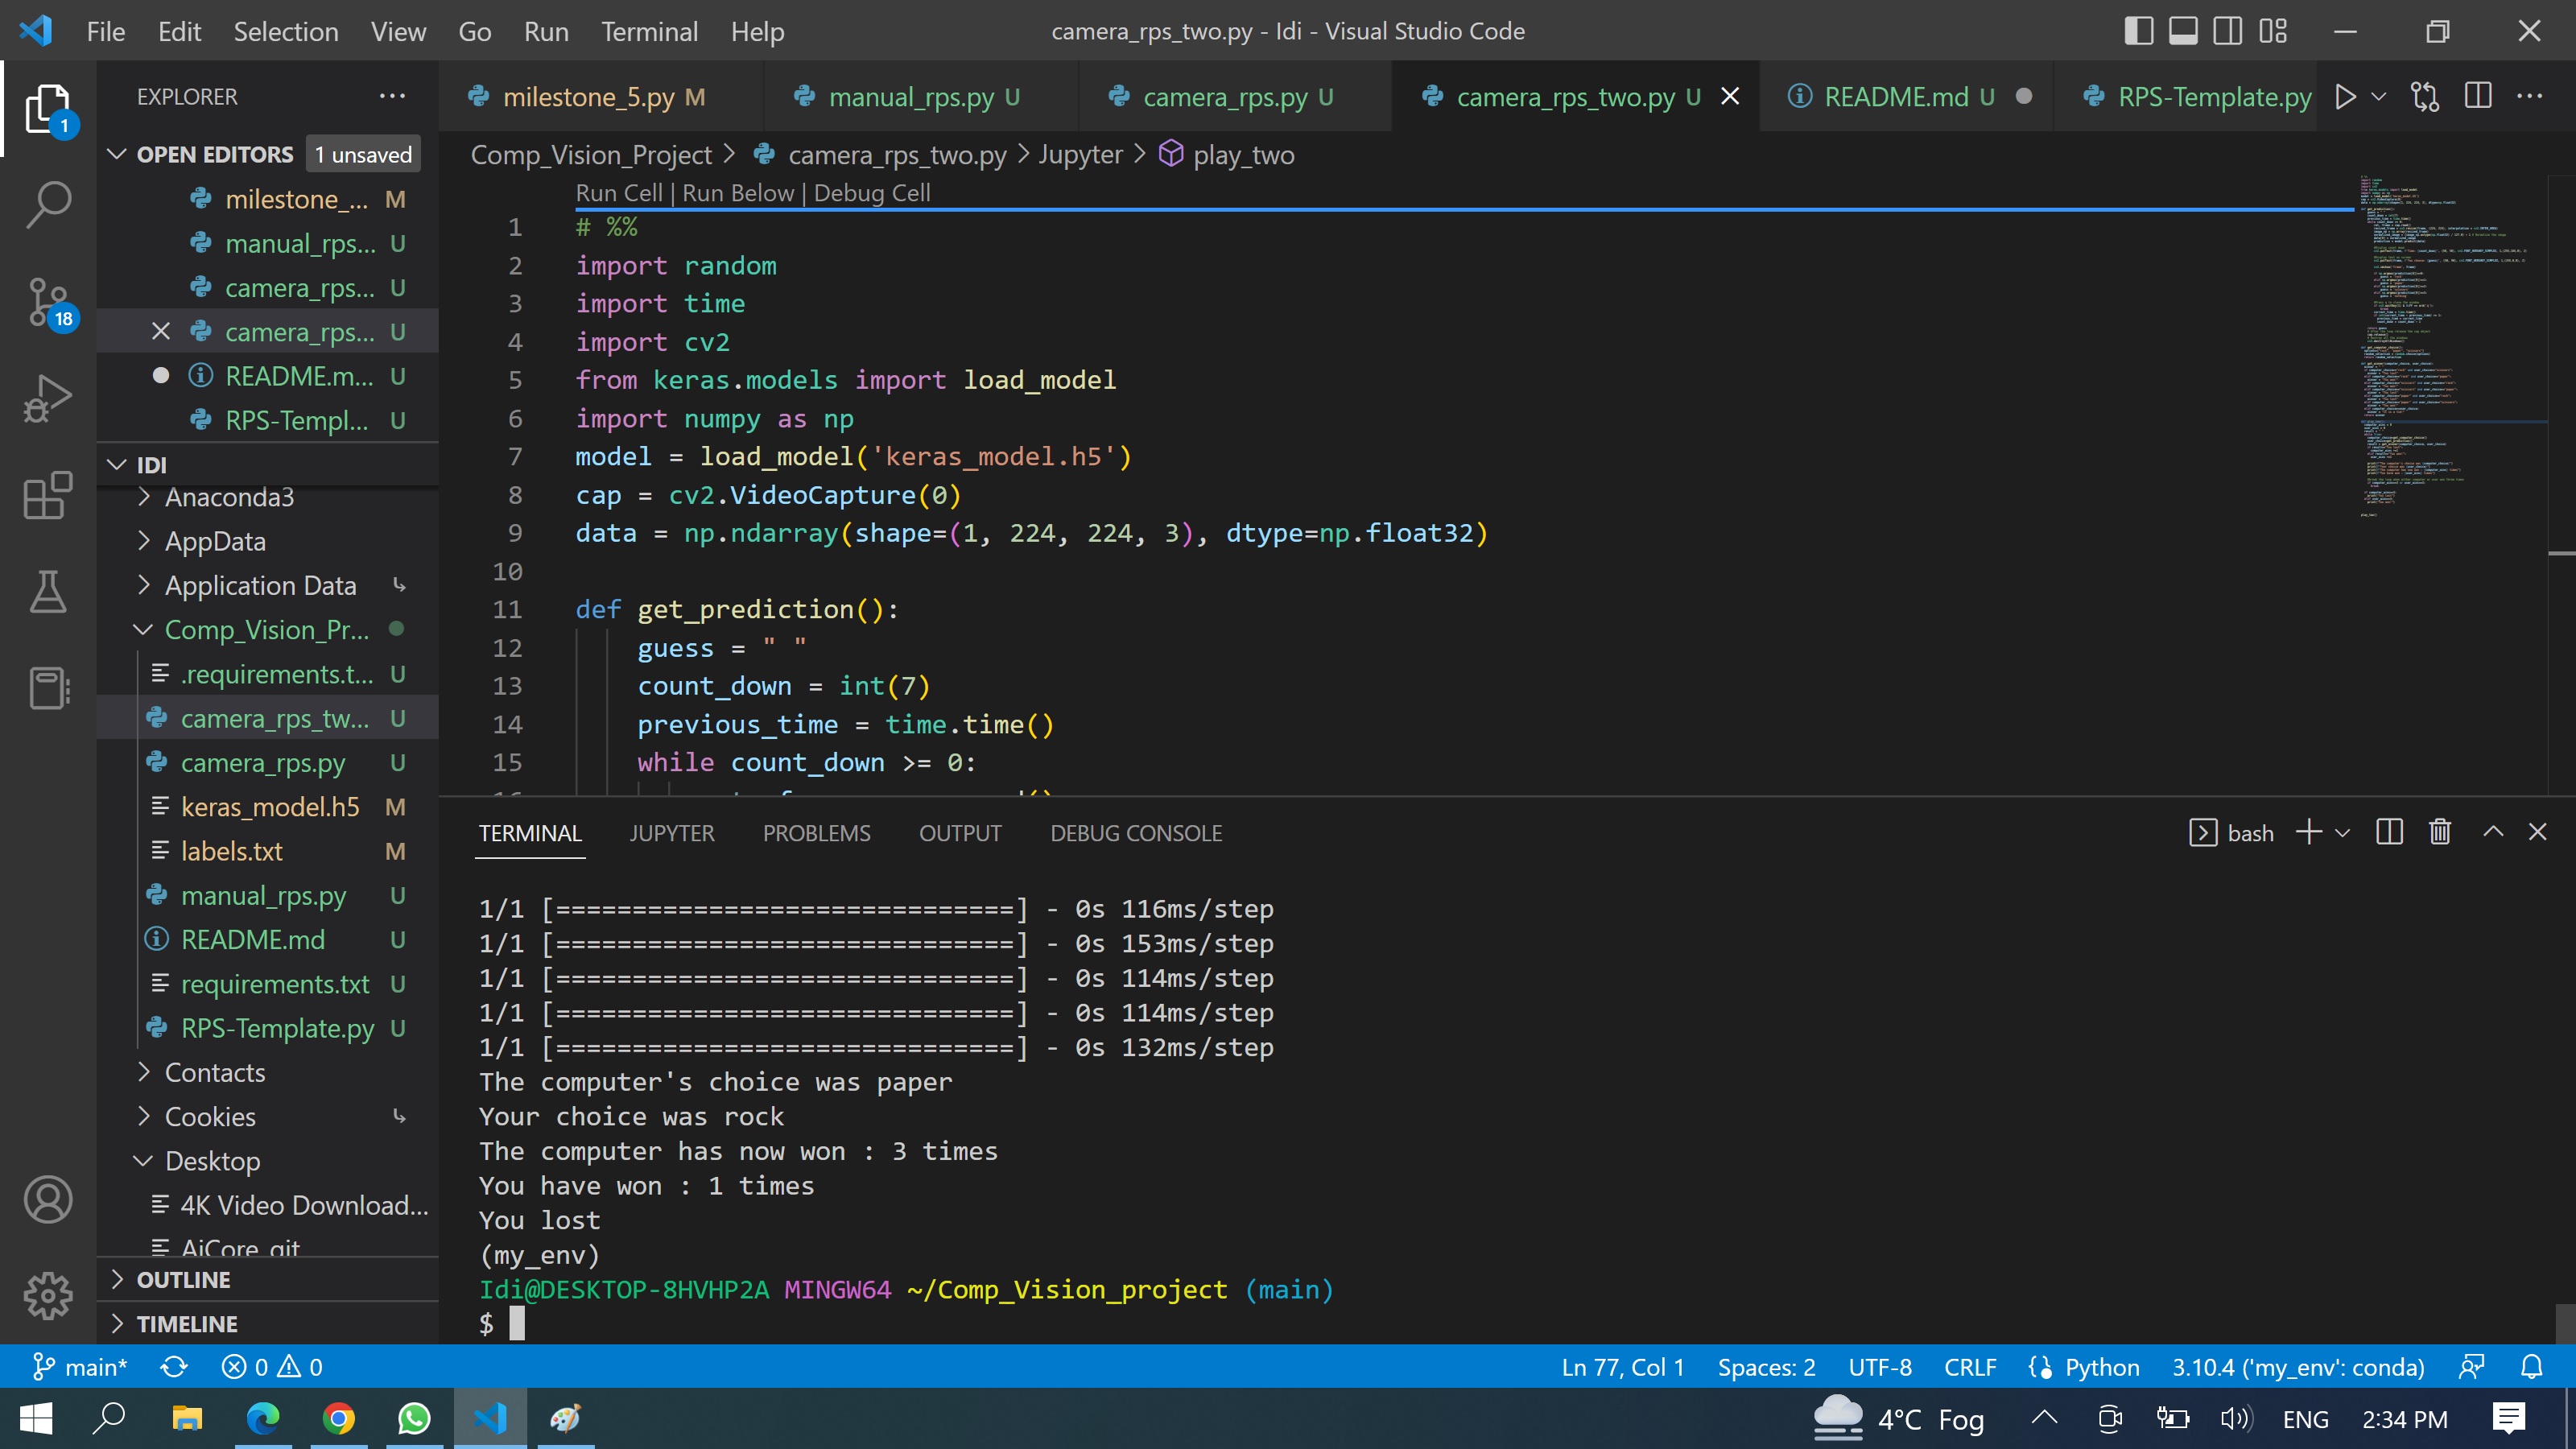 File Edit Selection View Go Run Terminal Help
camera_rps_two.py - Idi - Visual Studio Code
EXPLORER
OPEN EDITORS 1 unsaved
milestone_... M
manual_rps... U
camera_rps... U
camera_rps... U
README.m... U
RPS-Templ... U
IDI
Anaconda3
AppData
Application Data
Comp_Vision_Pr...
.requirements.t... U
camera_rps_tw... U
camera_rps.py U
keras_model.h5 M
labels.txt M
manual_rps.py U
README.md U
requirements.txt U
RPS-Template.py U
Contacts
Cookies
Desktop
4K Video Download...
AiCore_git
OUTLINE
TIMELINE
1
18
milestone_5.py M manual_rps.py U camera_rps.py U camera_rps_two.py U README.md U RPS-Template.py
Comp_Vision_Project > camera_rps_two.py > Jupyter > play_two
Run Cell | Run Below | Debug Cell
1 # %%
2 import random
3 import time
4 import cv2
5 from keras.models import load_model
6 import numpy as np
7 model = load_model('keras_model.h5')
8 cap = cv2.VideoCapture(0)
9 data = np.ndarray(shape=(1, 224, 224, 3), dtype=np.float32)
10
11 def get_prediction():
12 guess = " "
13 count_down = int(7)
14 previous_time = time.time()
15 while count_down >= 0:
TERMINAL JUPYTER PROBLEMS OUTPUT DEBUG CONSOLE
bash
1/1 [==============================] - 0s 116ms/step
1/1 [==============================] - 0s 153ms/step
1/1 [==============================] - 0s 114ms/step
1/1 [==============================] - 0s 114ms/step
1/1 [==============================] - 0s 132ms/step
The computer's choice was paper
Your choice was rock
The computer has now won : 3 times
You have won : 1 times
You lost
(my_env)
Idi@DESKTOP-8HVHP2A MINGW64 ~/Comp_Vision_project (main)
$
main* 0 0
Ln 77, Col 1 Spaces: 2 UTF-8 CRLF Python 3.10.4 ('my_env': conda)
4°C Fog ENG 2:34 PM